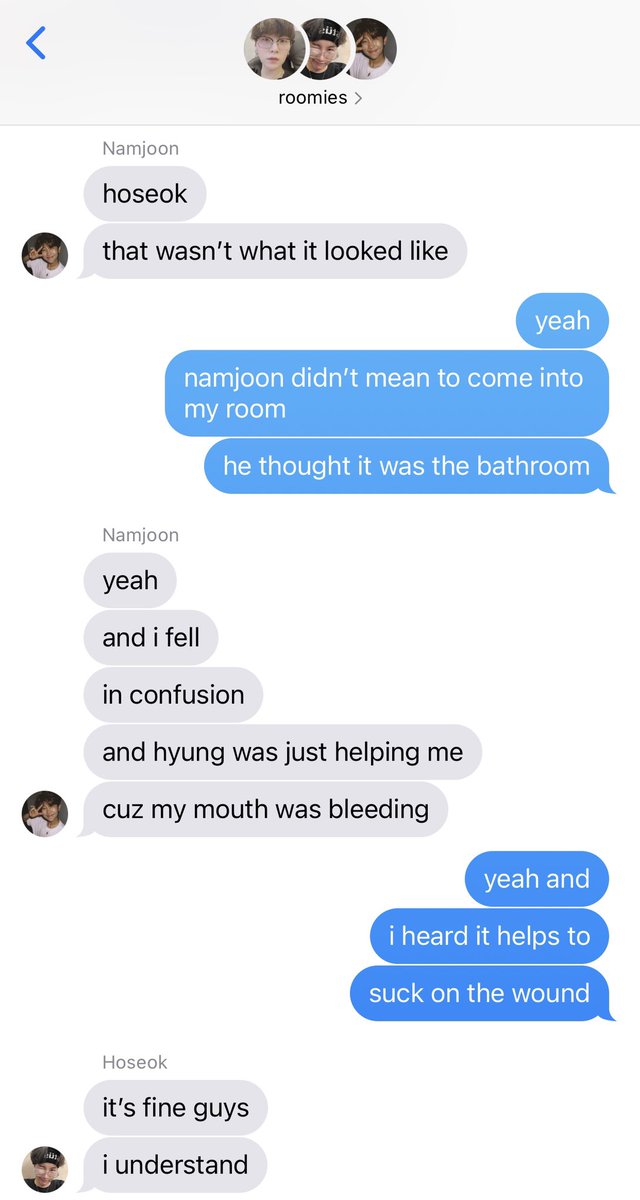 roomies
Namjoon
hoseok
that wasn’t what it looked like
yeah
namjoon didn’t mean to come into
my room
he thought it was the bathroom
Namjoon
yeah
and i fell
in confusion
and hyung was just helping me
cuz my mouth was bleeding
yeah and
i heard it helps to
suck on the wound
Hoseok
it’s fine guys
i understand